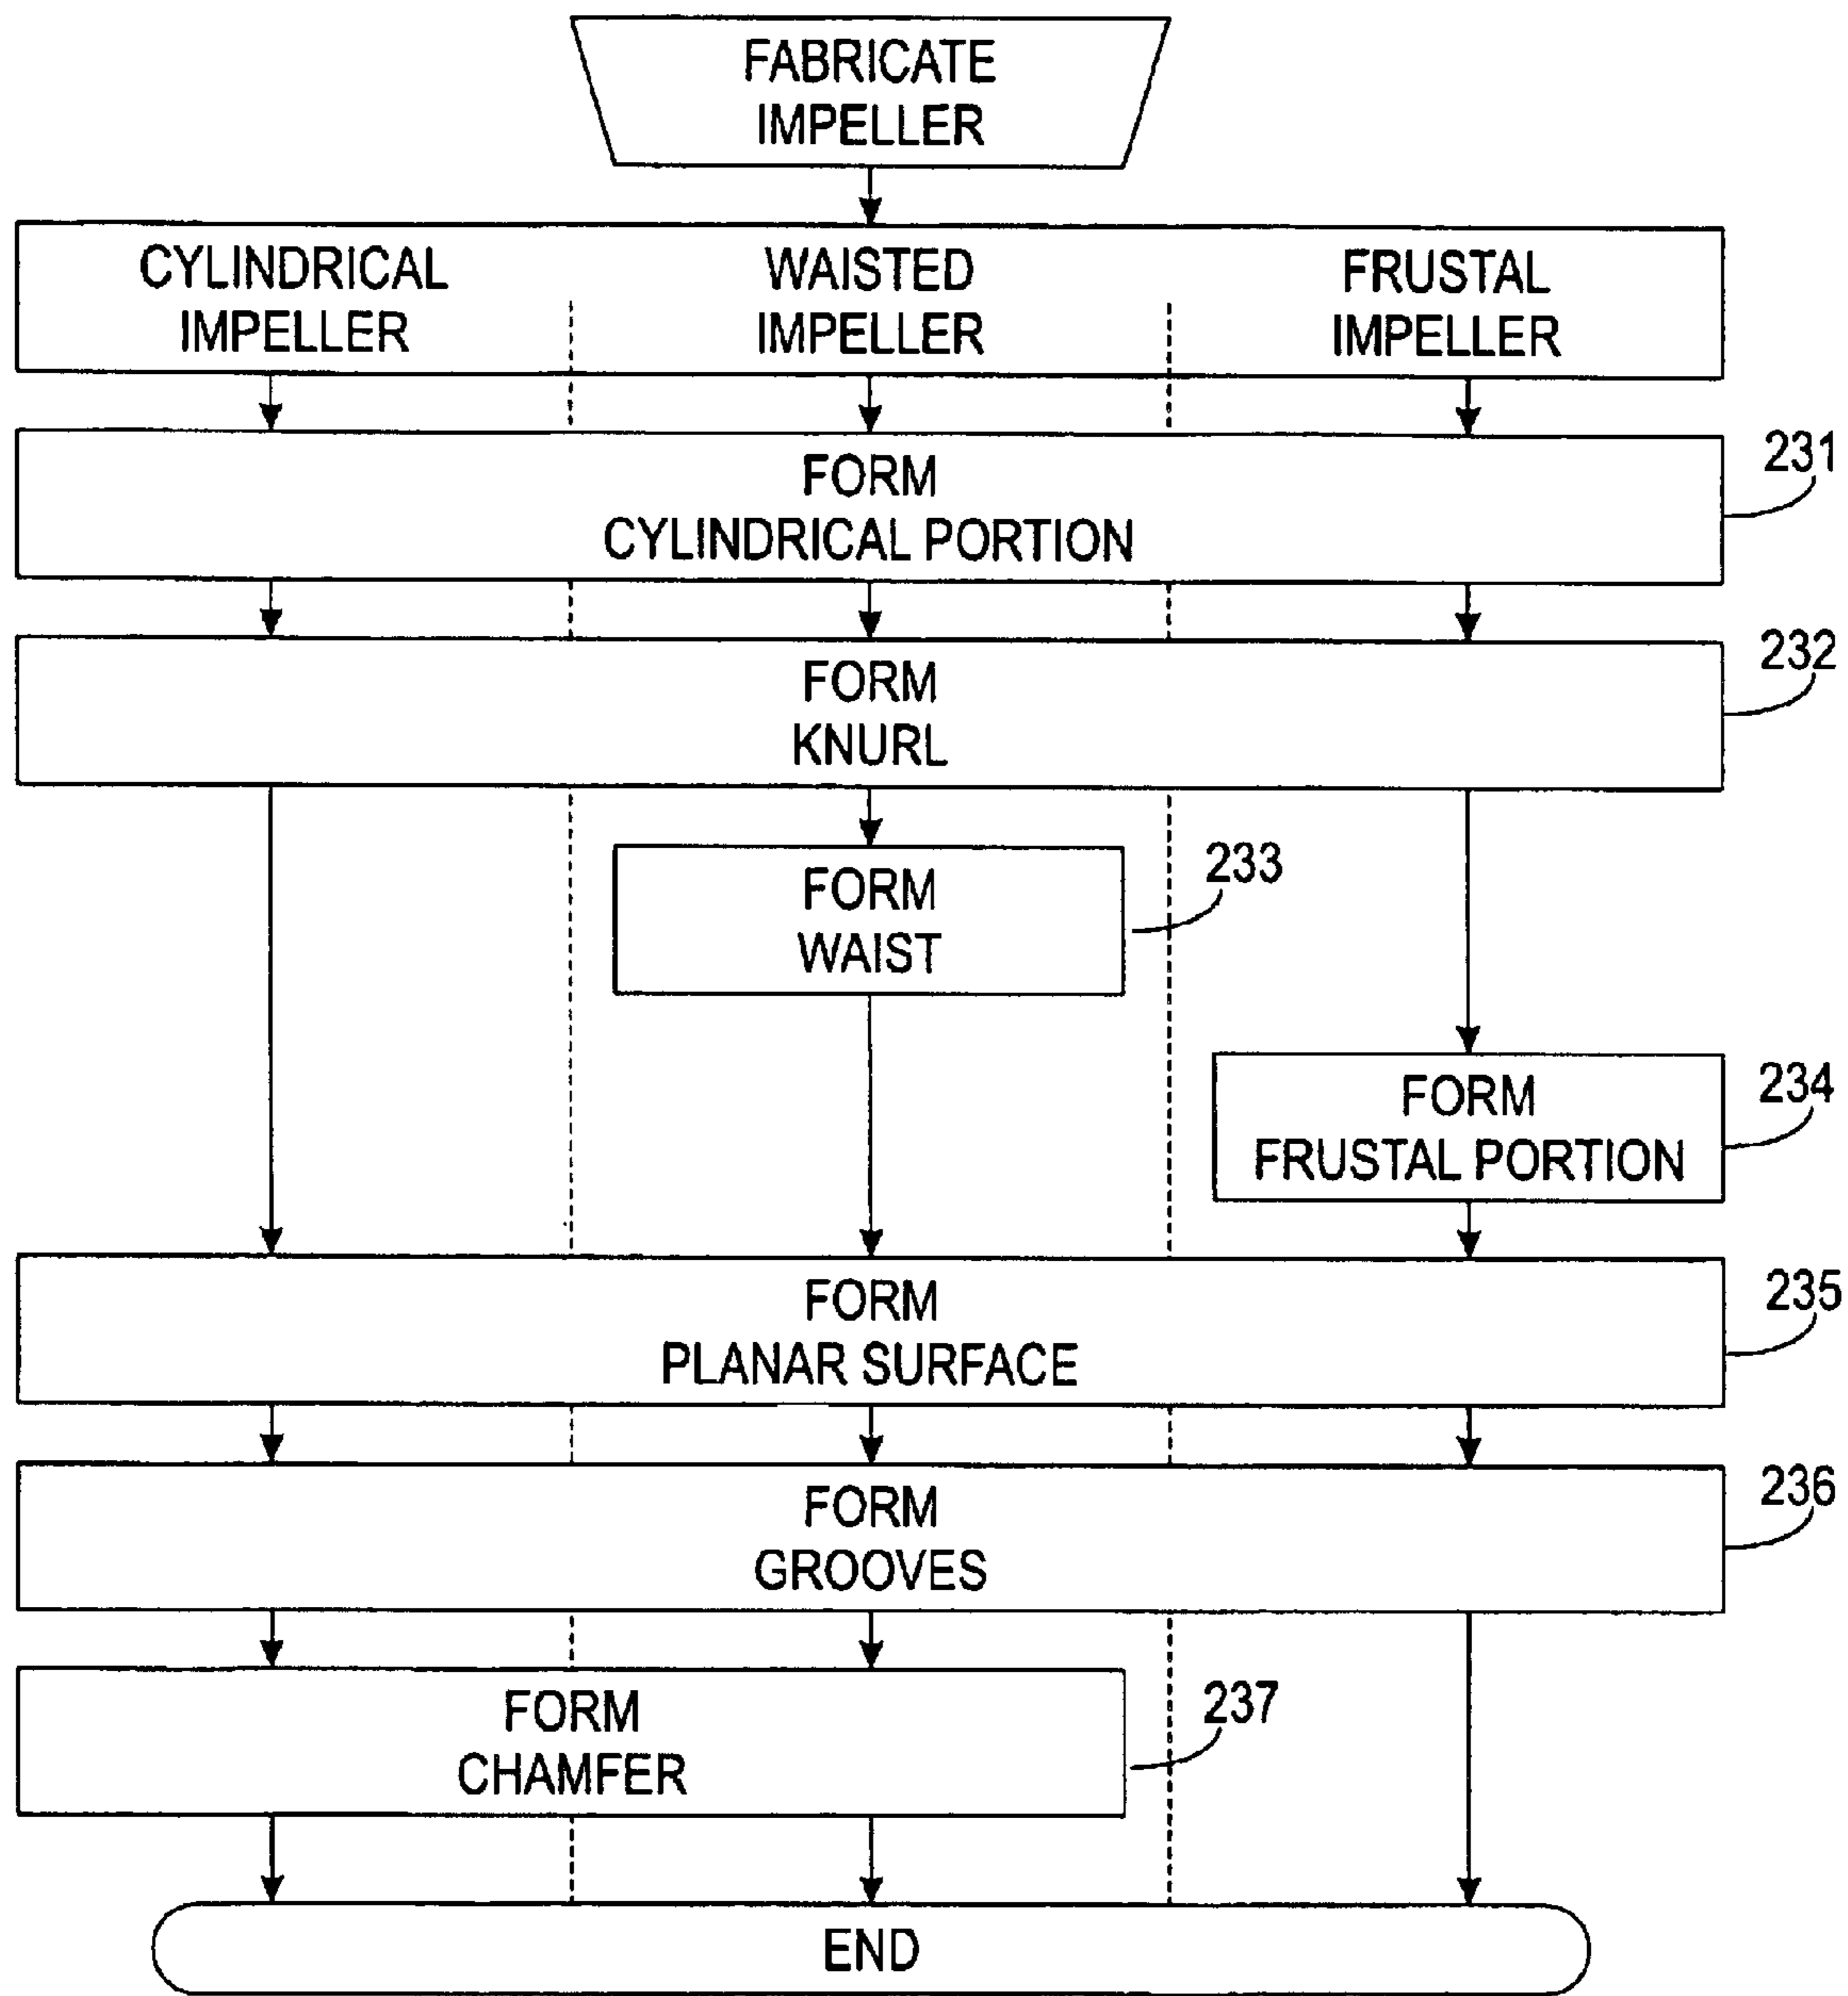 FABRICATE
IMPELLER
CYLINDRICAL
IMPELLER
WAISTED
IMPELLER
FRUSTAL
IMPELLER
FORM
CYLINDRICAL PORTION
231
FORM
KNURL
232
FORM
WAIST
233
FORM
FRUSTAL PORTION
234
FORM
PLANAR SURFACE
235
FORM
GROOVES
236
FORM
CHAMFER
237
END